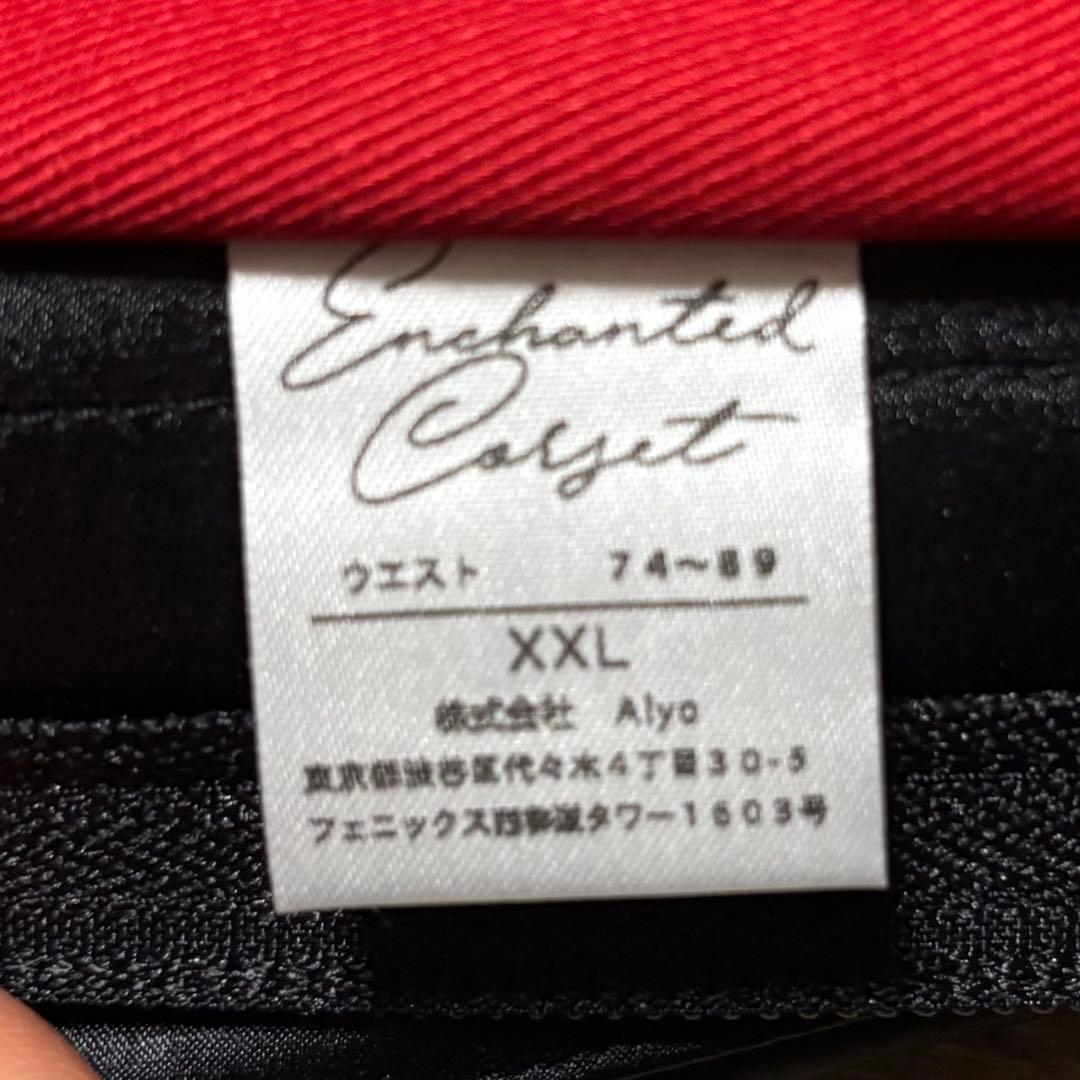 Enchanted
Corset
ウエスト 74~89
XXL
株式会社 Alyo
東京都渋谷区代々木4丁目30-5
フェニックス西参道タワー1603号